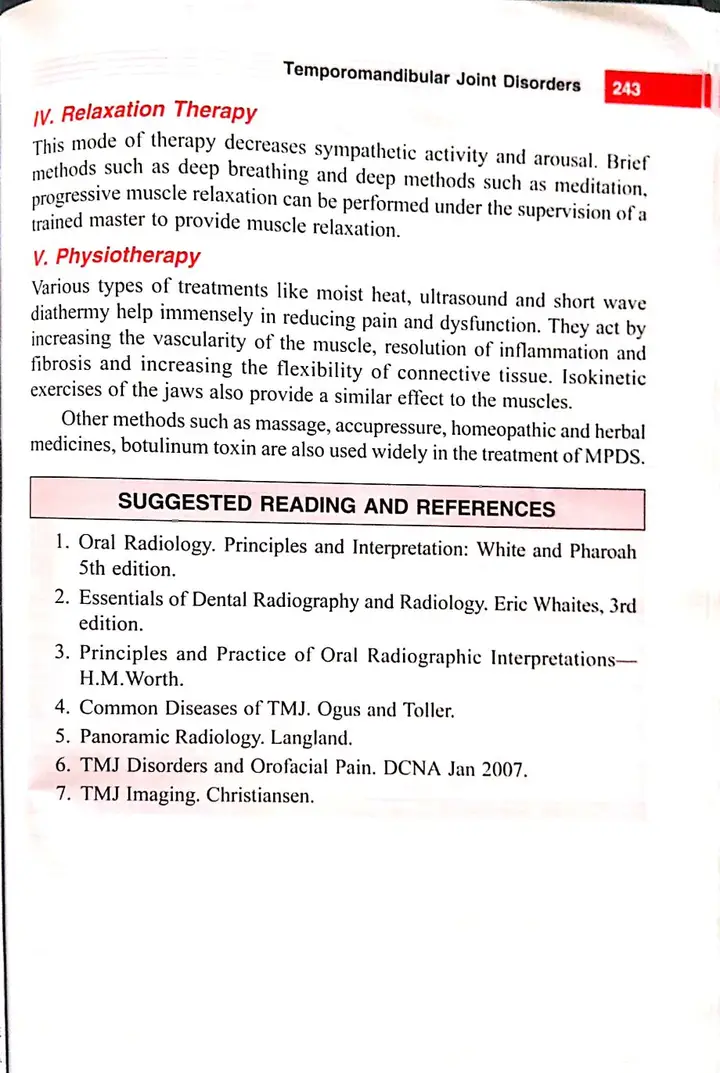 Temporomandibular Joint Disorders 243
IV. Relaxation Therapy
This mode of therapy decreases sympathetic activity and arousal. Brief
methods such as deep breathing and deep methods such as meditation,
progressive muscle relaxation can be performed under the supervision of a
trained master to provide muscle relaxation.
V. Physiotherapy
Various types of treatments like moist heat, ultrasound and short wave
diathermy help immensely in reducing pain and dysfunction. They act by
increasing the vascularity of the muscle, resolution of inflammation and
fibrosis and increasing the flexibility of connective tissue. Isokinetic
exercises of the jaws also provide a similar effect to the muscles.
Other methods such as massage, accupressure, homeopathic and herbal
medicines, botulinum toxin are also used widely in the treatment of MPDS.
SUGGESTED READING AND REFERENCES
1. Oral Radiology. Principles and Interpretation: White and Pharoah
5th edition.
2. Essentials of Dental Radiography and Radiology. Eric Whaites, 3rd
edition.
3. Principles and Practice of Oral Radiographic Interpretations—
H.M.Worth.
4. Common Diseases of TMJ. Ogus and Toller.
5. Panoramic Radiology. Langland.
6. TMJ Disorders and Orofacial Pain. DCNA Jan 2007.
7. TMJ Imaging. Christiansen.